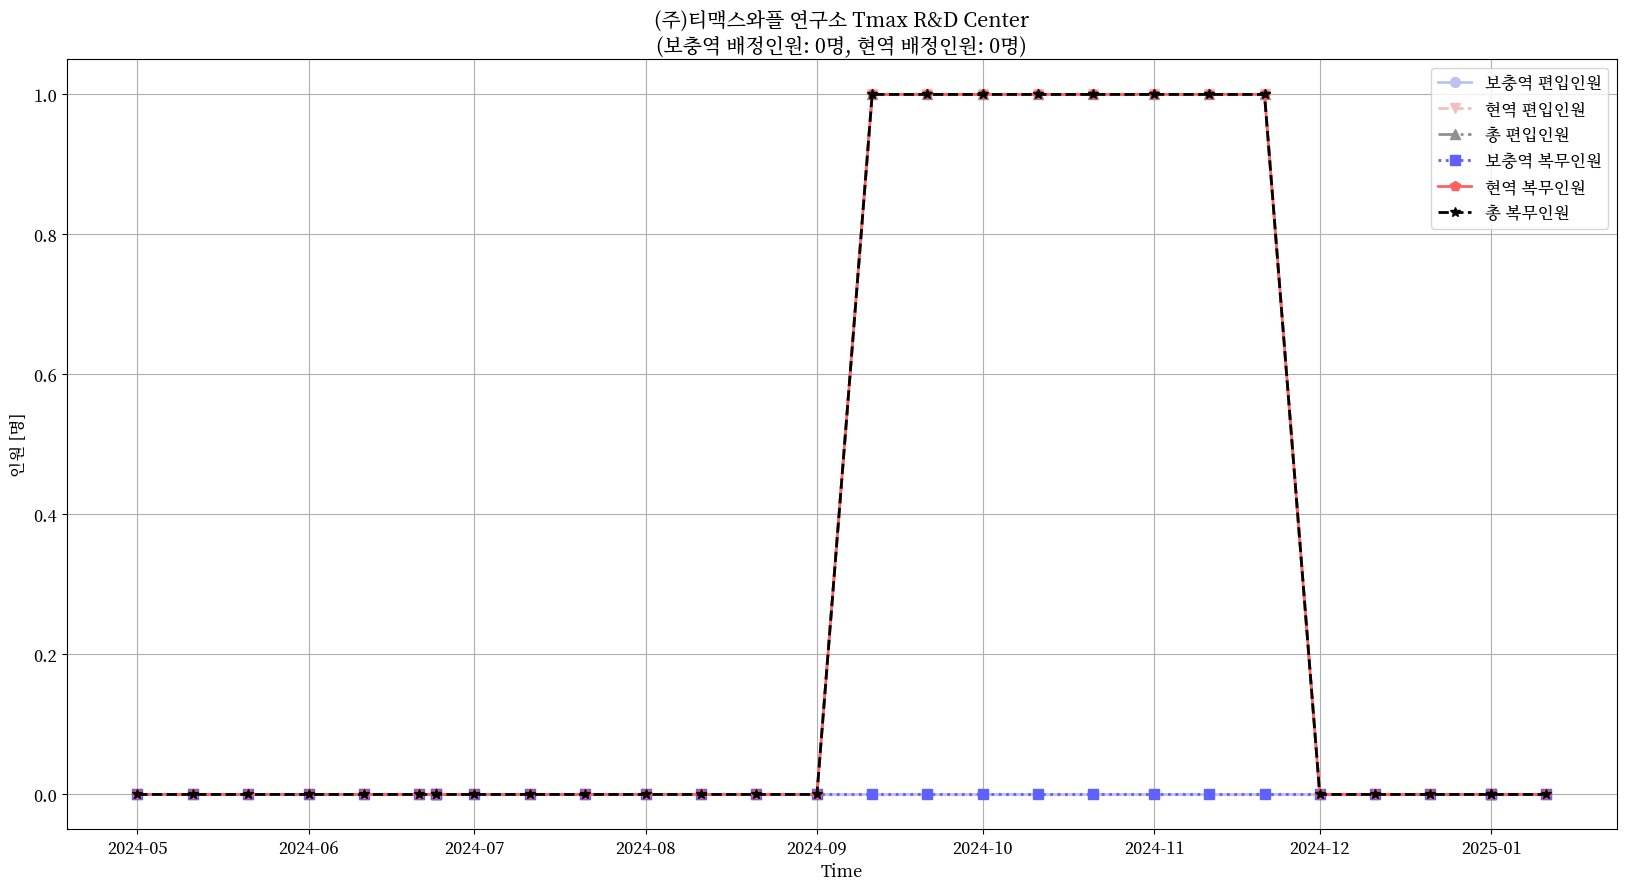 (주)티맥스와플 연구소 Tmax R&D Center
(보충역 배정인원: 0명, 현역 배정인원: 0명)
보충역 편입인원
현역 편입인원
총 편입인원
보충역 복무인원
현역 복무인원
총 복무인원
인원 [명]
1.0
0.8
0.6
0.4
0.2
0.0
2024-05
2024-06
2024-07
2024-08
2024-09
2024-10
2024-11
2024-12
2025-01
Time